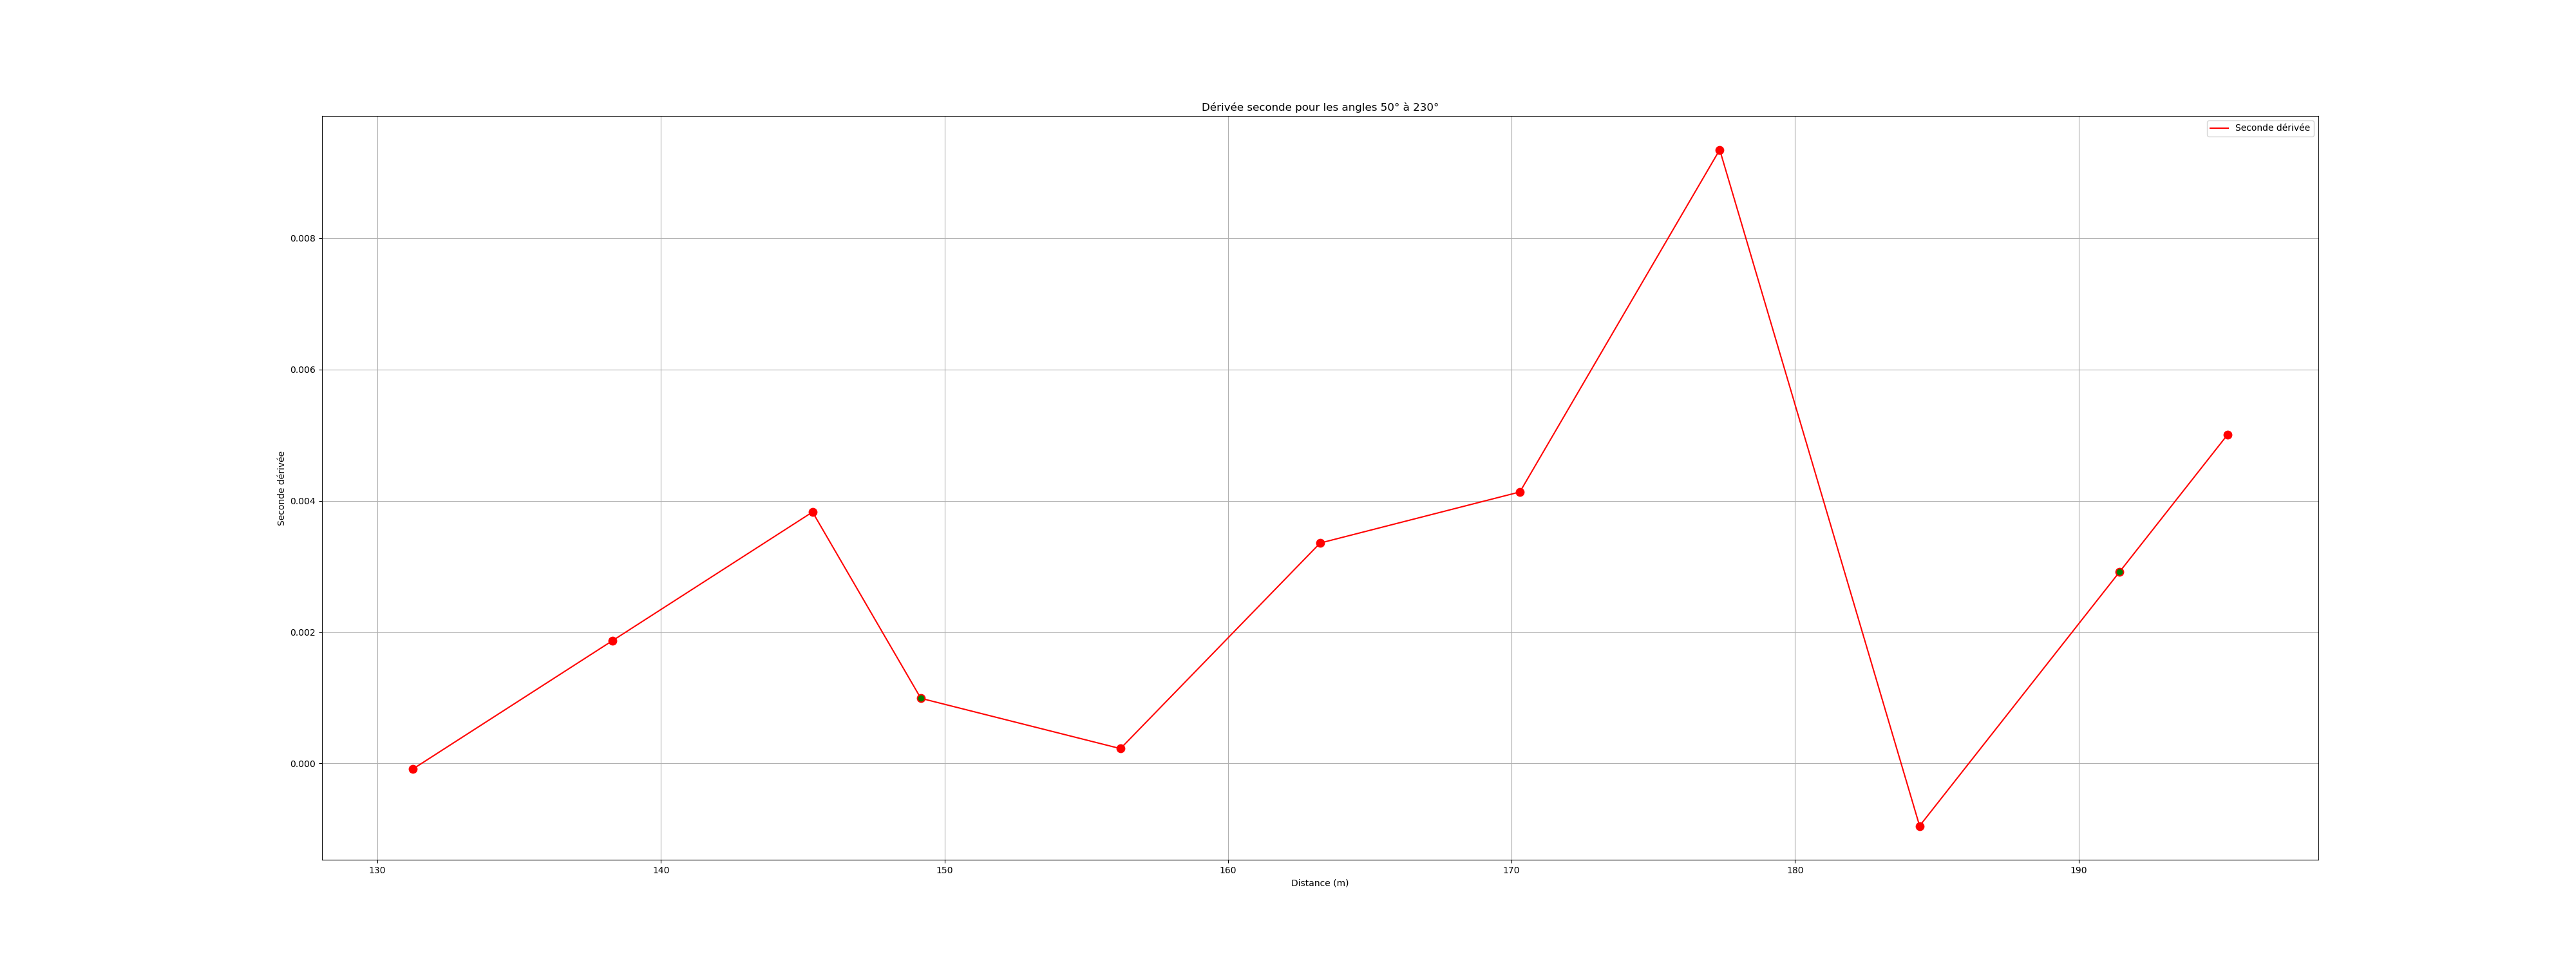 Dérivée seconde pour les angles 50° à 230°
Seconde dérivée
0.008
0.006
0.004
0.002
0.000
Seconde dérivée
130 140 150 160 170 180 190
Distance (m)